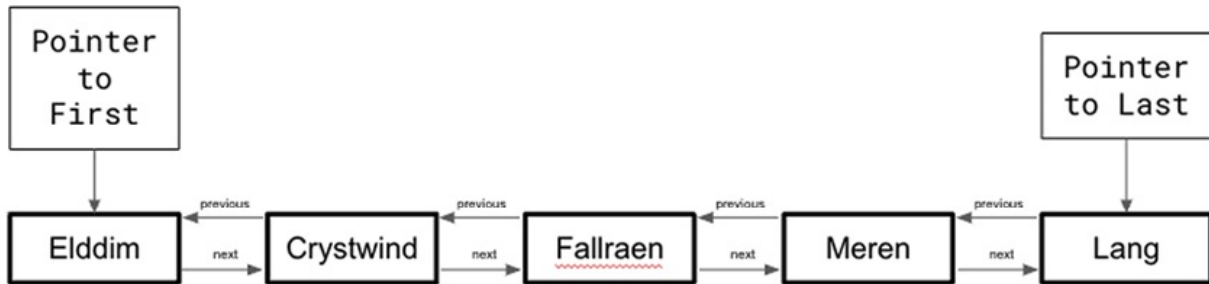 Pointer
to
First
Pointer
to Last
previous
previous
previous
previous
Elddim
next
Crystwind
next
Fallraen
next
Meren
next
Lang